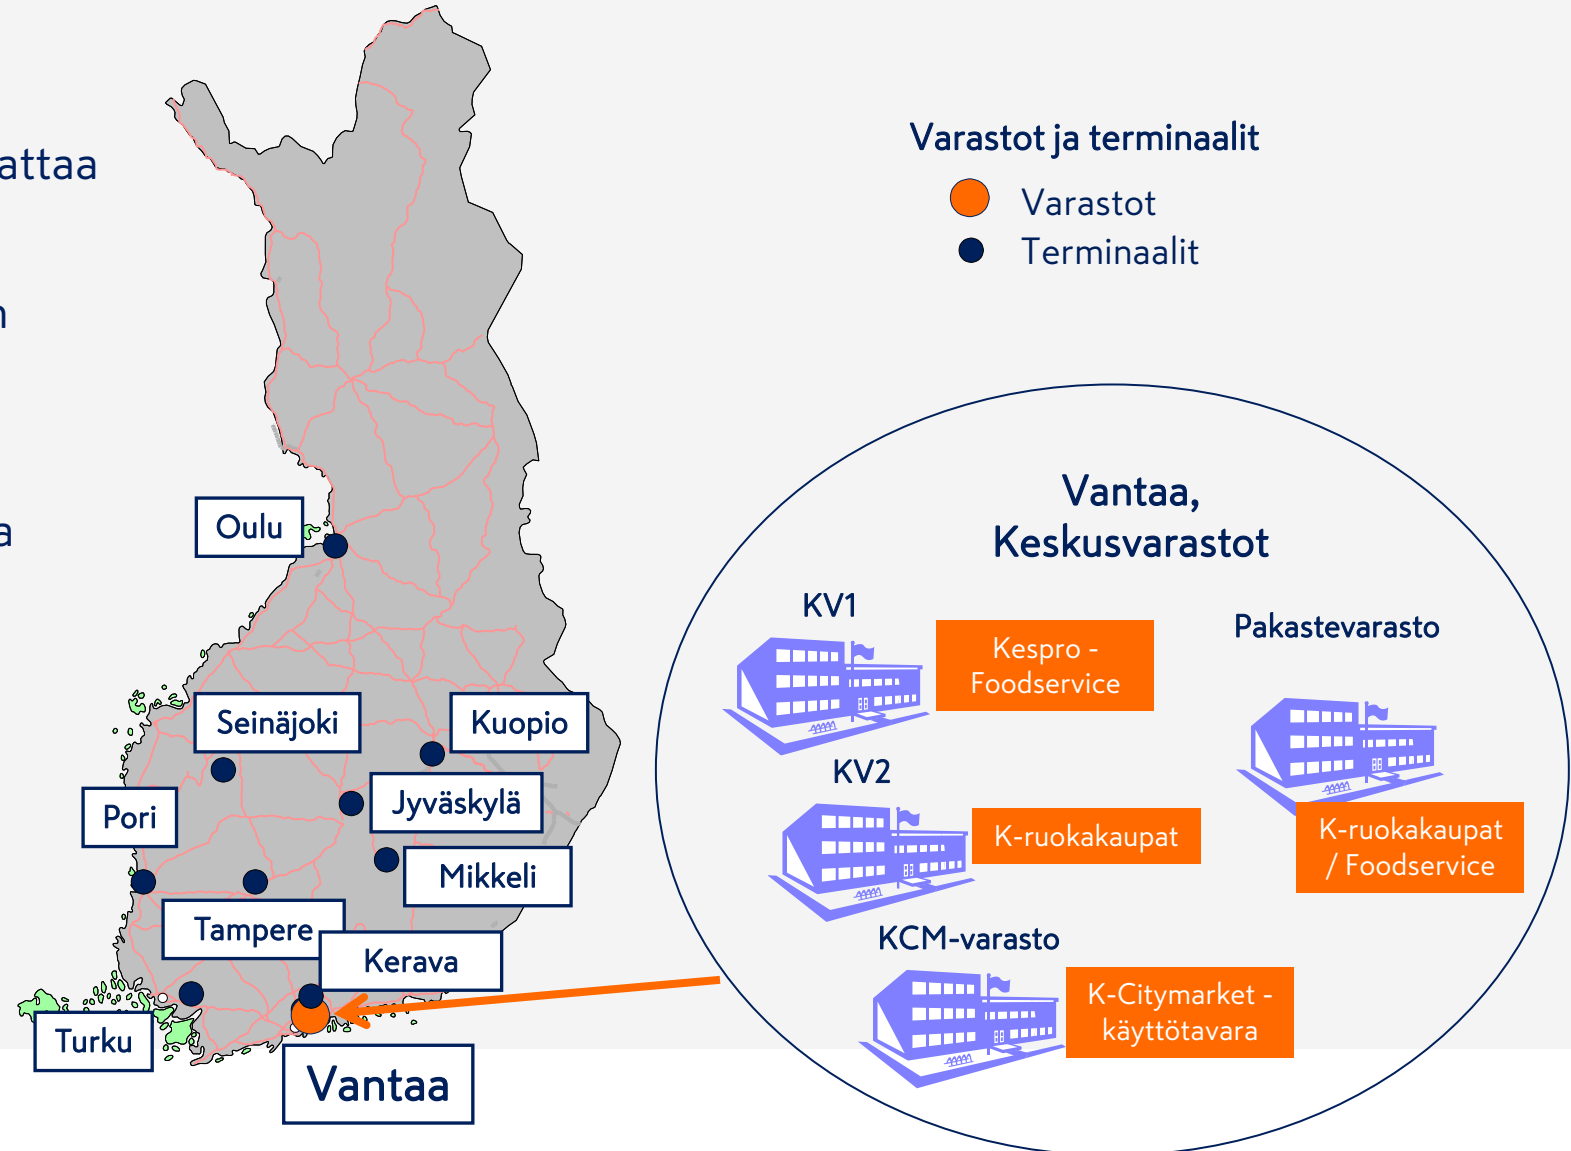 attaa
n
a
Varastot ja terminaalit
Varastot
Terminaalit
Oulu
Seinäjoki
Kuopio
Jyväskylä
Pori
Mikkeli
Tampere
Kerava
Turku
Vantaa
Vantaa,
Keskusvarastot
KV1
Kespro -
Foodservice
Pakastevarasto
KV2
K-ruokakaupat
K-ruokakaupat
/ Foodservice
KCM-varasto
K-Citymarket -
käyttötavara